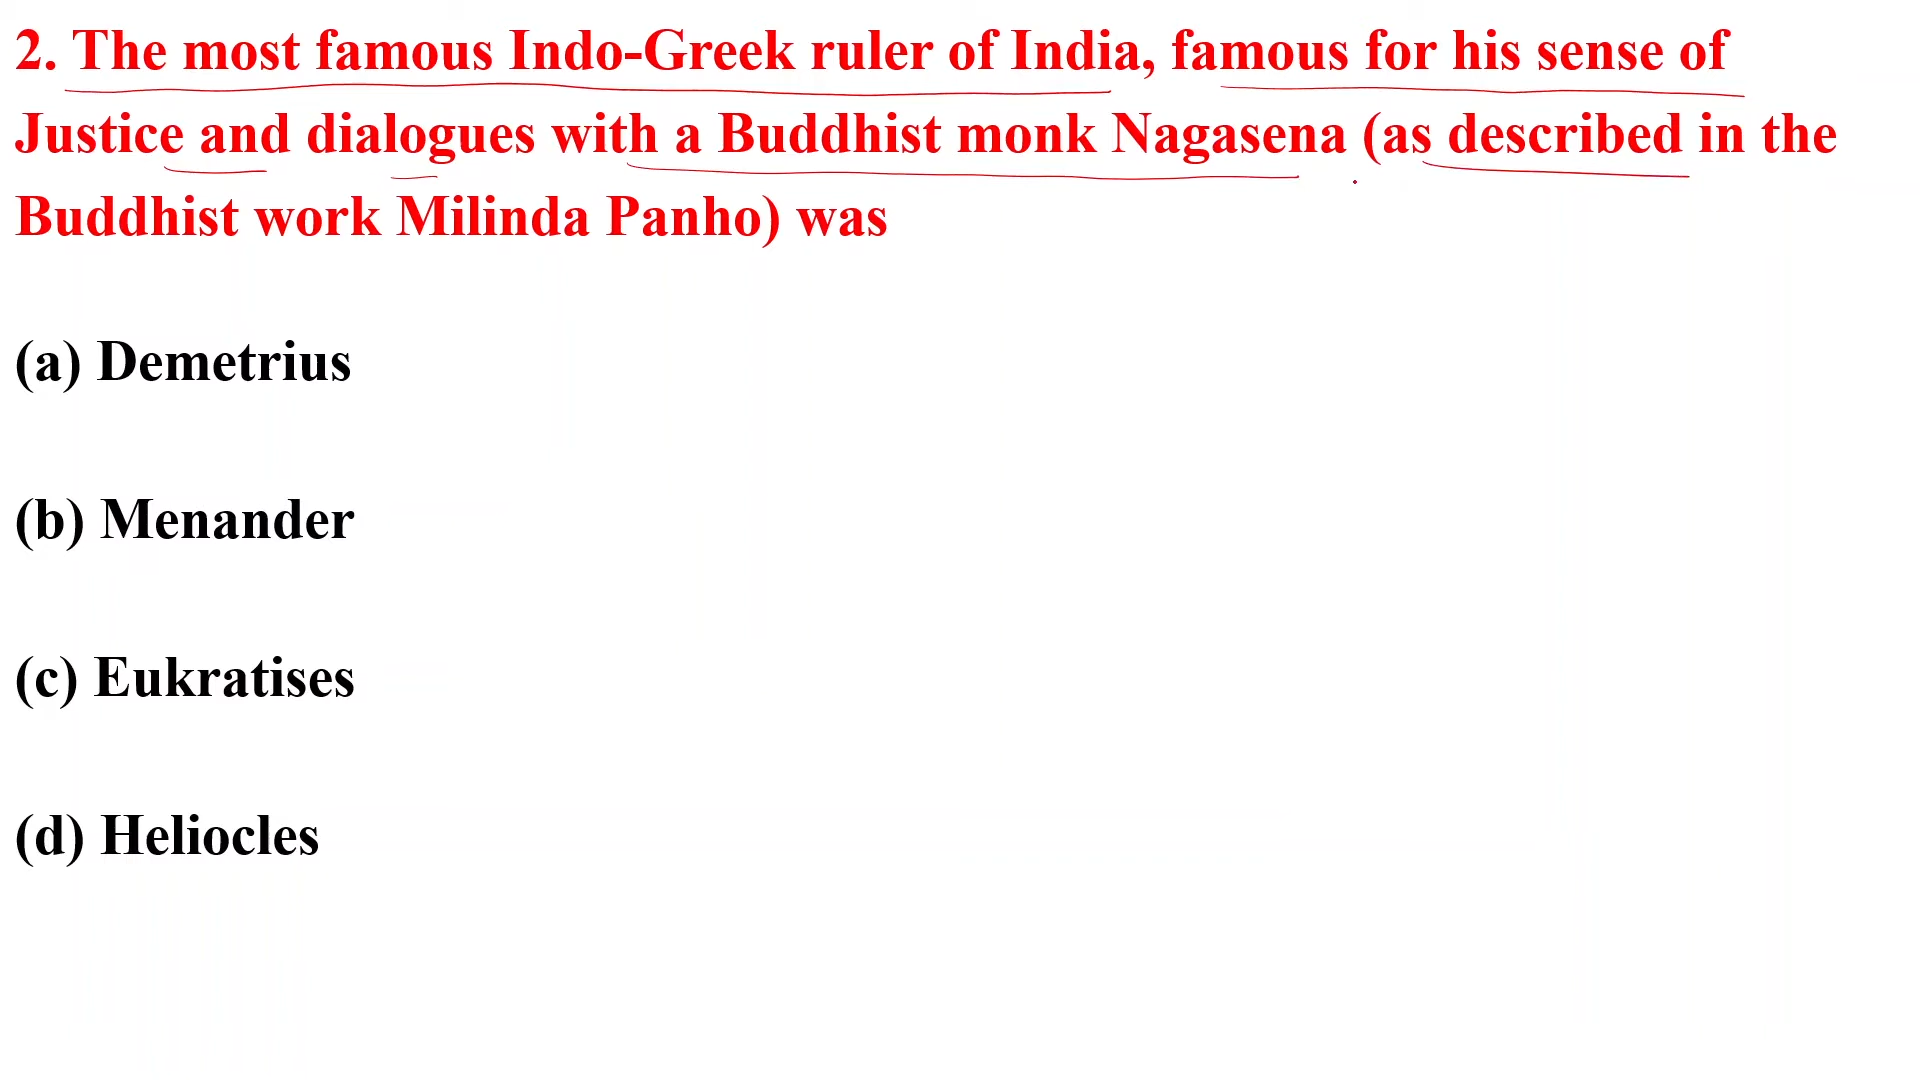 2. The most famous Indo-Greek ruler of India, famous for his sense of
Justice and dialogues with a Buddhist monk Nagasena (as described in the
Buddhist work Milinda Panho) was
(a) Demetrius
(b) Menander
(c) Eukratises
(d) Heliocles